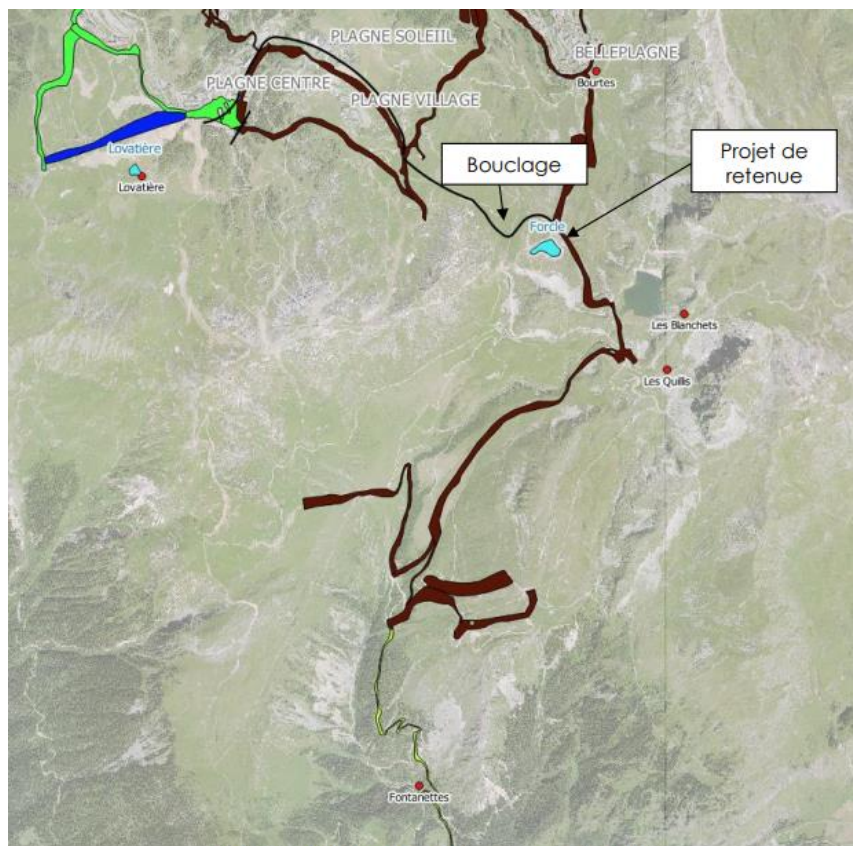 PLAGNE SOLEIIL
BELLEPLAGNE
PLAGNE CENTRE
Bourtes
PLAGNE VILLAGE
Bouclage
Projet de
retenue
Lovatière
Lovatière
Forcle
Les Blanchets
Les Quillis
Fontanettes